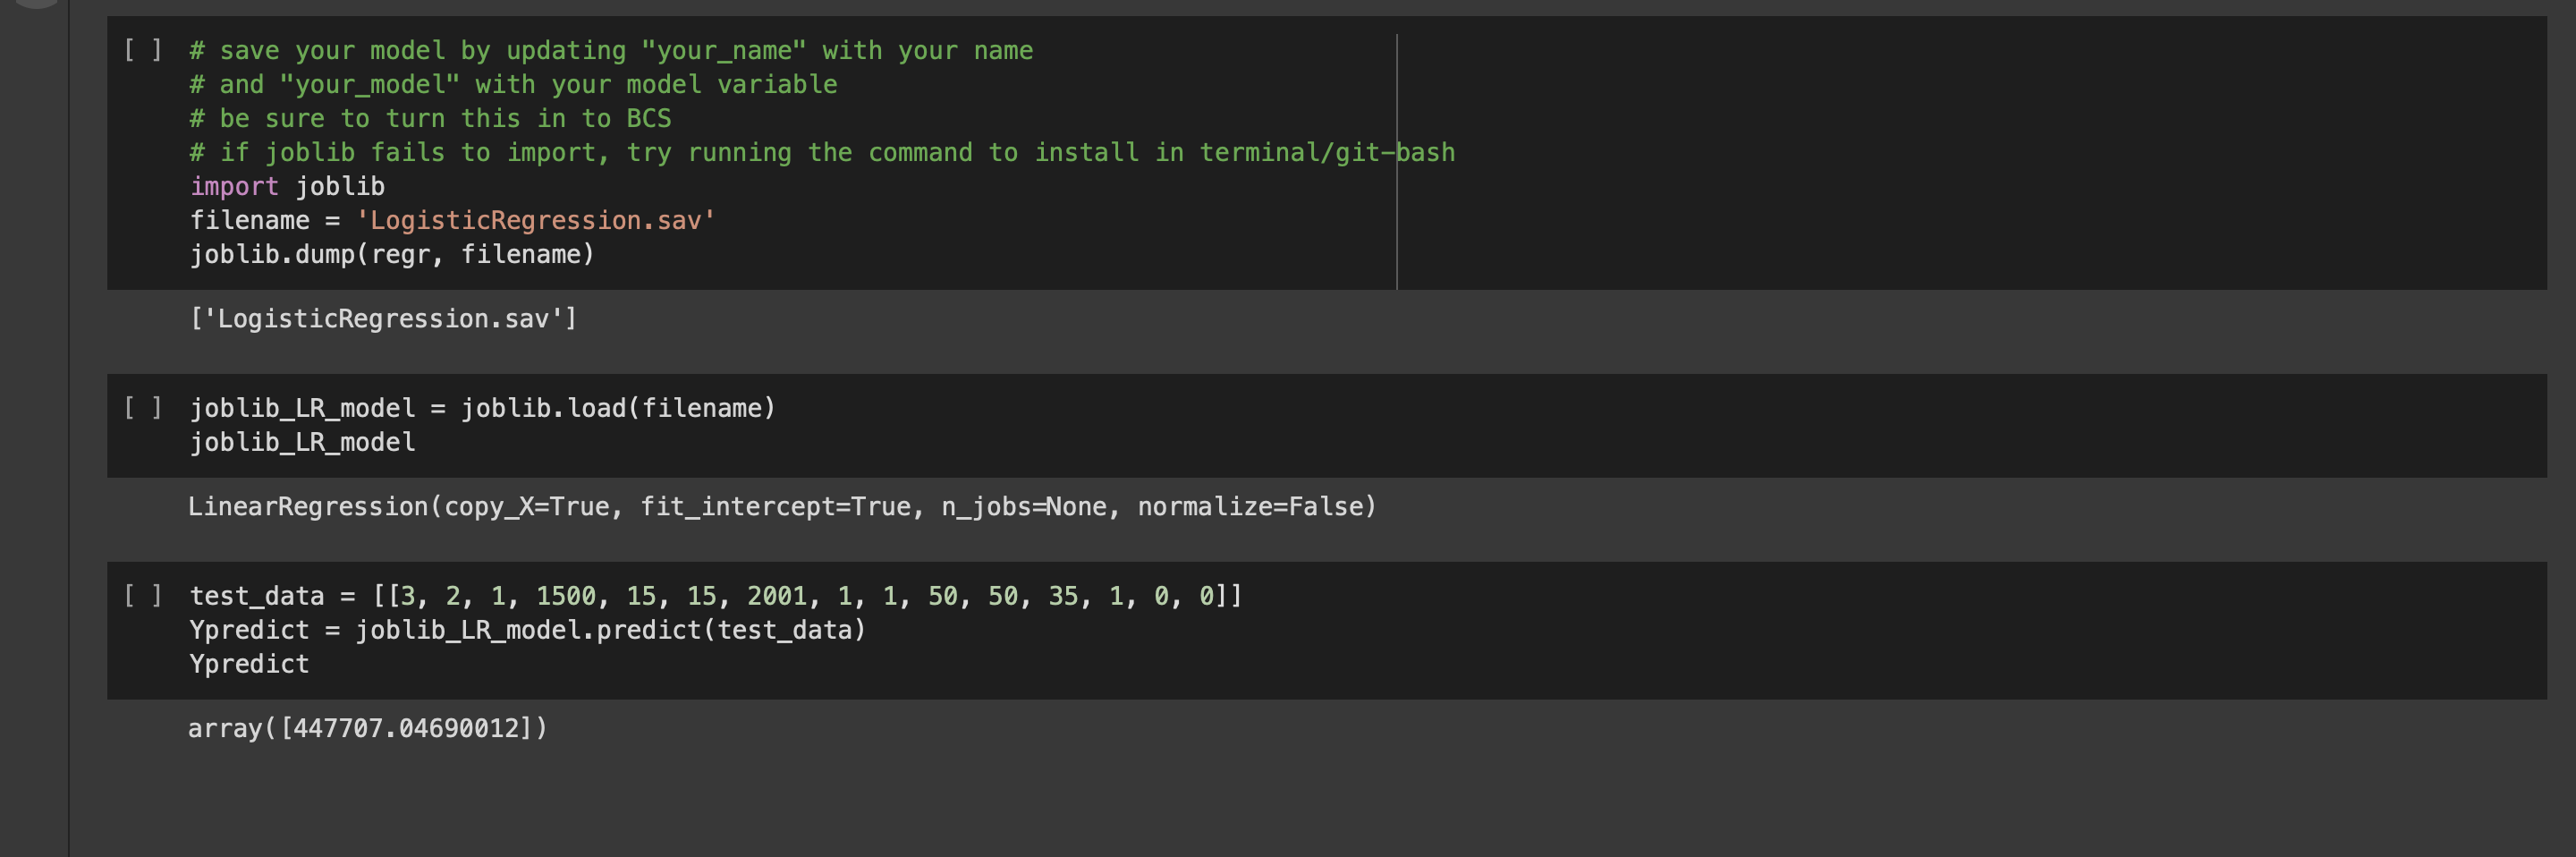 [ ] # save your model by updating "your_name" with your name
# and "your_model" with your model variable
# be sure to turn this in to BCS
# if joblib fails to import, try running the command to install in terminal/git-bash
import joblib
filename = 'LogisticRegression.sav'
joblib.dump(regr, filename)
['LogisticRegression.sav']
[ ] joblib_LR_model = joblib.load(filename)
joblib_LR_model
LinearRegression(copy_X=True, fit_intercept=True, n_jobs=None, normalize=False)
[ ] test_data = [[3, 2, 1, 1500, 15, 15, 2001, 1, 1, 50, 50, 35, 1, 0, 0]]
Ypredict = joblib_LR_model.predict(test_data)
Ypredict
array([447707.04690012])